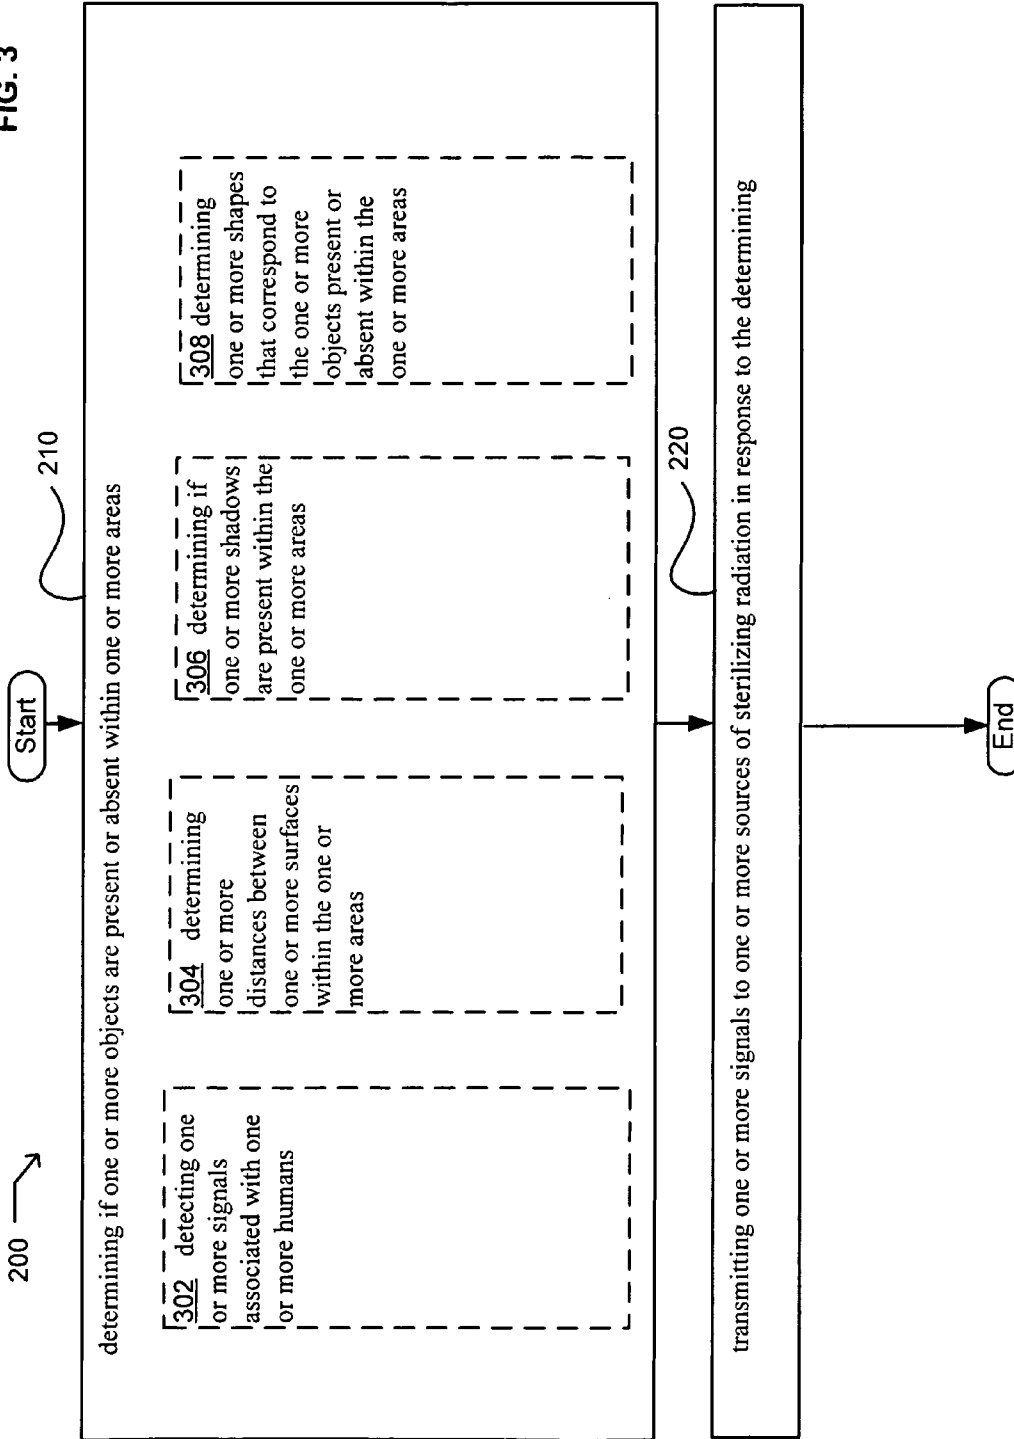 FIG. 3
200
Start
210
determining if one or more objects are present or absent within one or more areas
302 detecting one
or more signals
associated with one
or more humans
304 determining
one or more
distances between
one or more surfaces
within the one or
more areas
306 determining if
one or more shadows
are present within the
one or more areas
308 determining
one or more shapes
that correspond to
the one or more
objects present or
absent within the
one or more areas
220
transmitting one or more signals to one or more sources of sterilizing radiation in response to the determining
End